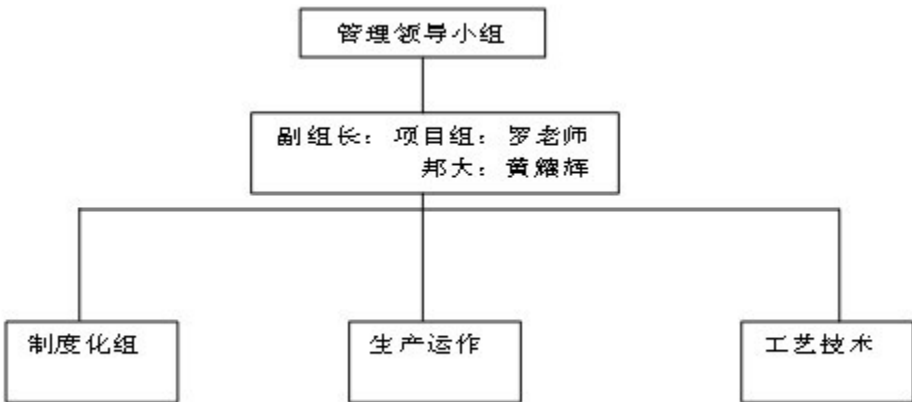 管理领导小组
副组长：项目组：罗老师
邦大：黄耀辉
制度化组
生产运作
工艺技术